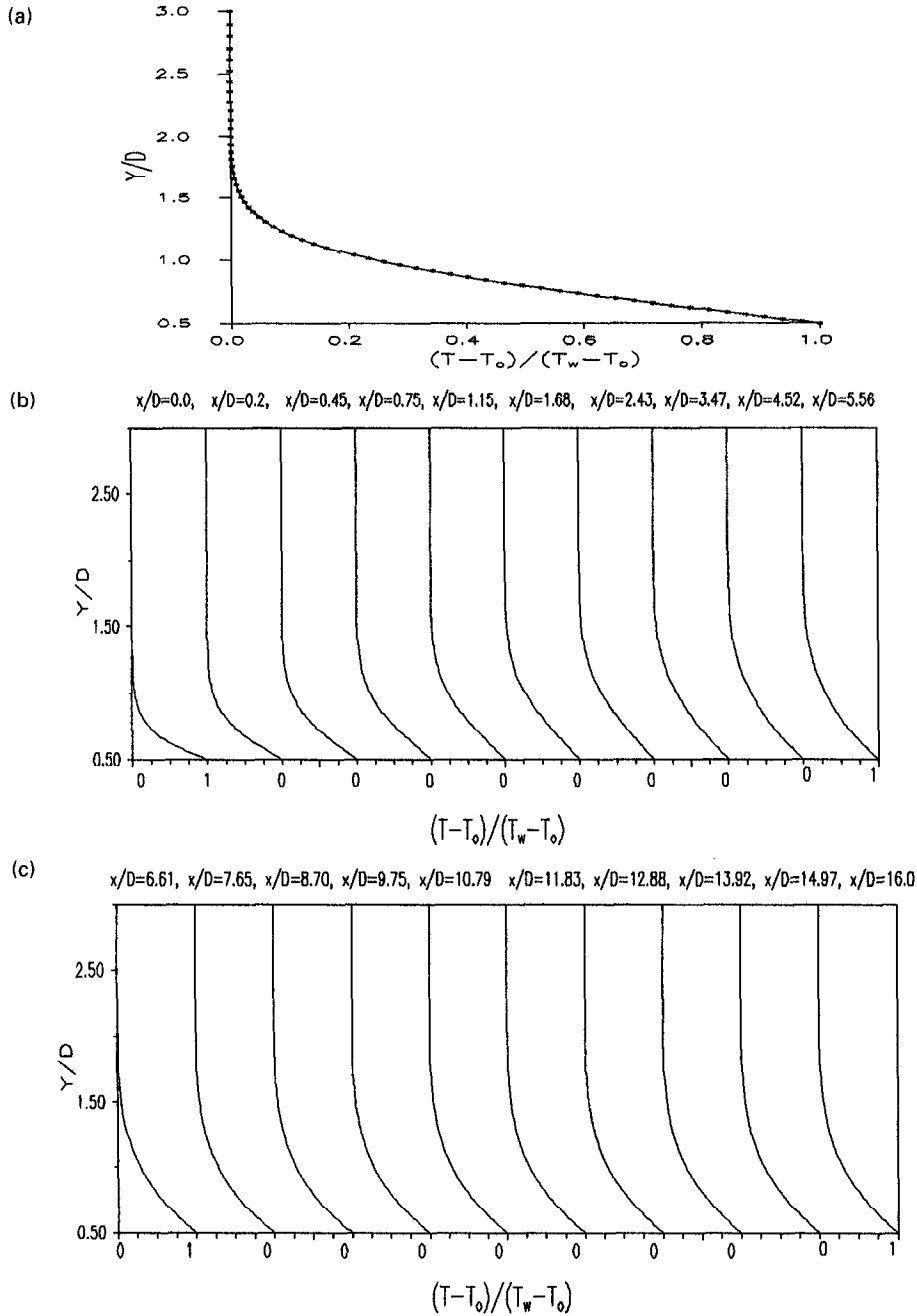 (a)
3.0
2.5
2.0
1.5
1.0
0.5
Y/D
0.0 0.2 0.4 0.6 0.8 1.0
(T-T₀)/(T_w-T₀)
(b)
x/D=0.0, x/D=0.2, x/D=0.45, x/D=0.75, x/D=1.15, x/D=1.68, x/D=2.43, x/D=3.47, x/D=4.52, x/D=5.56
2.50
1.50
0.50
Y/D
0 1 0 0 0 0 0 0 0 0 1
(T-T₀)/(T_w-T₀)
(c)
x/D=6.61, x/D=7.65, x/D=8.70, x/D=9.75, x/D=10.79 x/D=11.83, x/D=12.88, x/D=13.92, x/D=14.97, x/D=16.0
2.50
1.50
0.50
Y/D
0 1 0 0 0 0 0 0 0 0 1
(T-T₀)/(T_w-T₀)